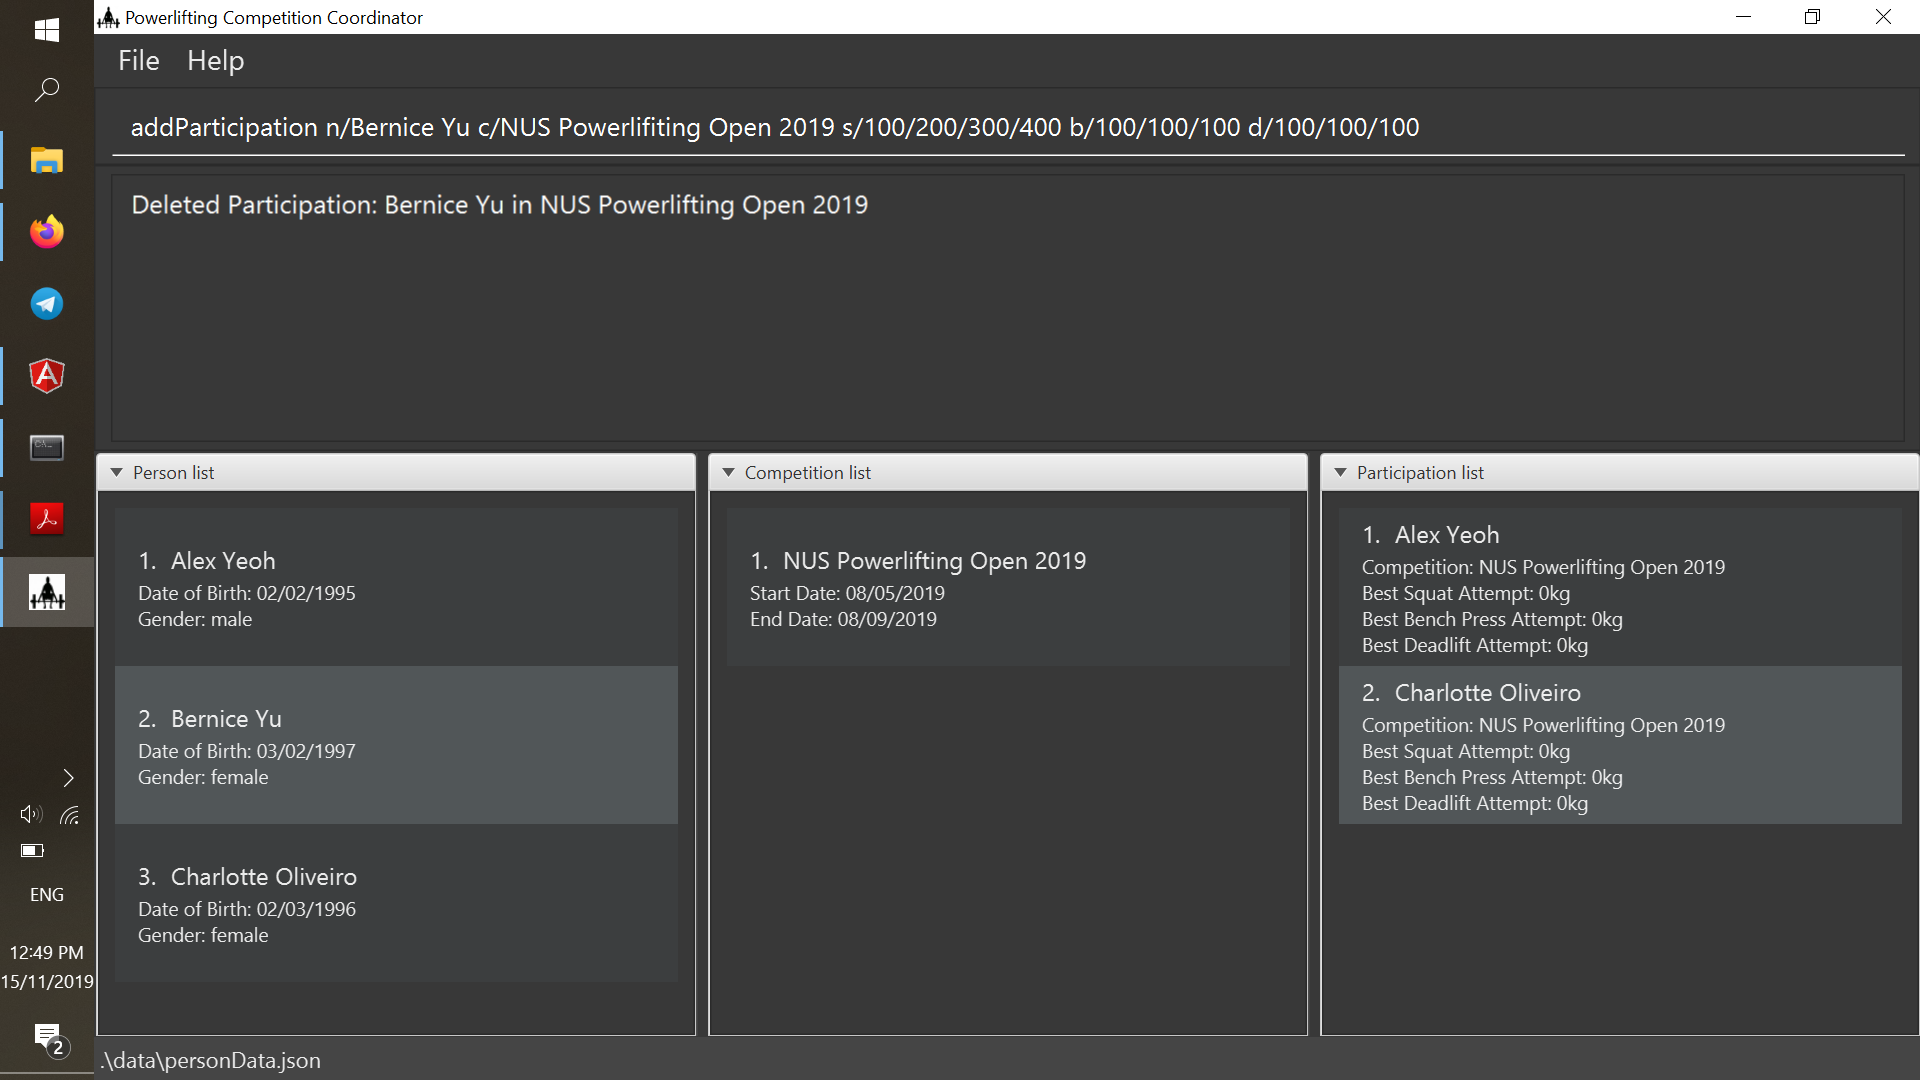 Powerlifting Competition Coordinator
File Help
addParticipation n/Bernice Yu c/NUS Powerlifiting Open 2019 s/100/200/300/400 b/100/100/100 d/100/100/100
Deleted Participation: Bernice Yu in NUS Powerlifting Open 2019
Person list
1. Alex Yeoh
Date of Birth: 02/02/1995
Gender: male
2. Bernice Yu
Date of Birth: 03/02/1997
Gender: female
3. Charlotte Oliveiro
Date of Birth: 02/03/1996
Gender: female
Competition list
1. NUS Powerlifting Open 2019
Start Date: 08/05/2019
End Date: 08/09/2019
Participation list
1. Alex Yeoh
Competition: NUS Powerlifting Open 2019
Best Squat Attempt: 0kg
Best Bench Press Attempt: 0kg
Best Deadlift Attempt: 0kg
2. Charlotte Oliveiro
Competition: NUS Powerlifting Open 2019
Best Squat Attempt: 0kg
Best Bench Press Attempt: 0kg
Best Deadlift Attempt: 0kg
.\data\personData.json
ENG
12:49 PM
15/11/2019
2